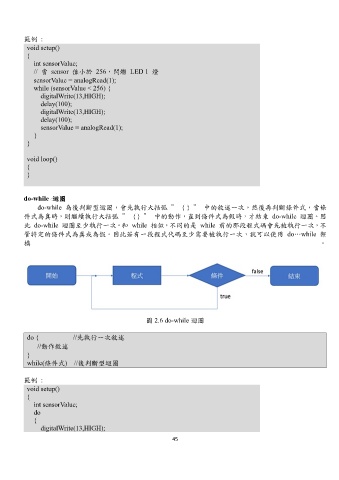 範例 :
void setup()
{
int sensorValue;
// 當 sensor 值小於 256，閃爍 LED 1 燈
sensorValue = analogRead(1);
while (sensorValue < 256) {
digitalWrite(13,HIGH);
delay(100);
digitalWrite(13,HIGH);
delay(100);
sensorValue = analogRead(1);
}
}
void loop()
{
}
do-while 迴圈
do-while 為後判斷型迴圈，會先執行大括弧 " {} " 中的敘述一次，然後再判斷條件式，當條
件式為真時，則繼續執行大括弧 " {} " 中的動作，直到條件式為假時，才結束 do-while 迴圈，因
此 do-while 迴圈至少執行一次。和 while 相似，不同的是 while 前的那段程式碼會先被執行一次，不
管特定的條件式為真或為假。因此若有一段程式代碼至少需要被執行一次，就可以使用 do…while 架
構 。
開始 程式 條件 false 結束
true
圖 2.6 do-while 迴圈
do { //先執行一次敘述
//動作敘述
}
while(條件式) //後判斷型迴圈
範例 :
void setup()
{
int sensorValue;
do
{
digitalWrite(13,HIGH);
45